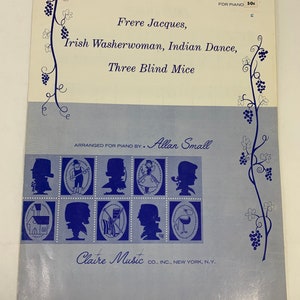 FOR PIANO 50c
Frere Jacques,
Irish Washerwoman, Indian Dance,
Three Blind Mice
ARRANGED FOR PIANO BY • Allan Small
Claire Music CO., INC., NEW YORK, N.Y.